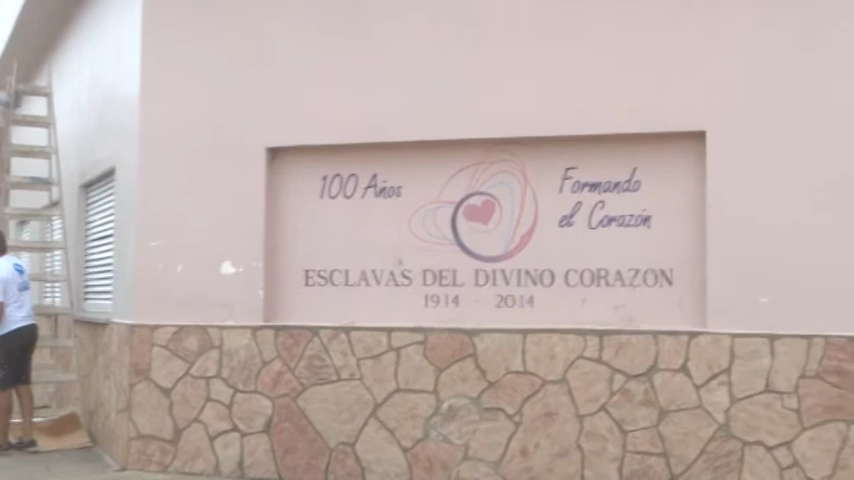 100 Años
Formando
el Corazón
ESCLAVAS DEL DIVINO CORAZON
1914 - 2014